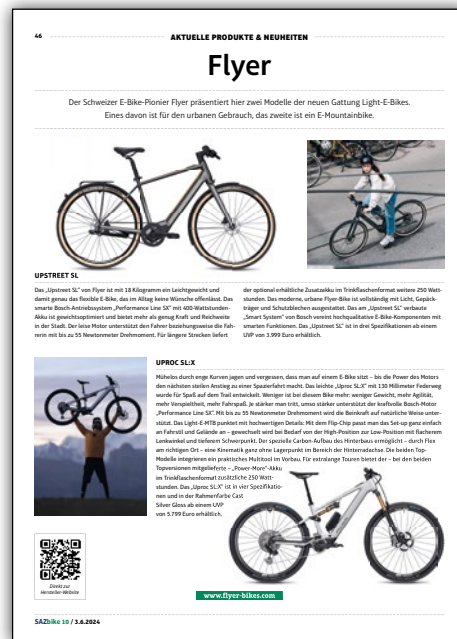 46
AKTUELLE PRODUKTE & NEUHEITEN
Flyer
Der Schweizer E-Bike-Pionier Flyer präsentiert hier zwei Modelle der neuen Gattung Light-E-Bikes.
Eines davon ist für den urbanen Gebrauch, das zweite ist ein E-Mountainbike.
UPSTREET SL
Das „Upstreet SL“ von Flyer ist mit 18 Kilogramm ein Leichtgewicht und
damit genau das flexible E-Bike, das im Alltag keine Wünsche offenlässt. Das
smarte Bosch-Antriebssystem „Performance Line SX“ mit 400-Wattstunden-
Akku ist gewichtsoptimiert und bietet mehr als genug Kraft und Reichweite
in der Stadt. Der leise Motor unterstützt den Fahrer beziehungsweise die Fah-
rerin mit bis zu 55 Newtonmeter Drehmoment. Für längere Strecken liefert
der optional erhältliche Zusatzakku im Trinkflaschenformat weitere 250 Watt-
stunden. Das moderne, urbane Flyer-Bike ist vollständig mit Licht, Gepäck-
träger und Schutzblechen ausgestattet. Das am „Upstreet SL“ verbaute
„Smart System“ von Bosch vereint hochqualitative E-Bike-Komponenten mit
smarten Funktionen. Das „Upstreet SL“ ist in drei Spezifikationen ab einem
UVP von 3.999 Euro erhältlich.
UPROC SL:X
Mühelos durch enge Kurven jagen und vergessen, dass man auf einem E-Bike sitzt – bis die Power des Motors
den nächsten steilen Anstieg zu einer Spazierfahrt macht. Das leichte „Uproc SL:X“ mit 130 Millimeter Federweg
wurde für Spaß auf dem Trail entwickelt. Weniger ist bei diesem Bike mehr: weniger Gewicht, mehr Agilität,
mehr Verspieltheit, mehr Fahrspaß. Je stärker man tritt, umso stärker unterstützt der kraftvolle Bosch-Motor
„Performance Line SX“. Mit bis zu 55 Newtonmeter Drehmoment wird die Beinkraft auf natürliche Weise unter-
stützt. Das Light-E-MTB punktet mit hochwertigen Details: Mit dem Flip-Chip passt man das Set-up ganz einfach
an Fahrstil und Gelände an – gewechselt wird bei Bedarf von der High-Position zur Low-Position mit flacherem
Lenkwinkel und tieferem Schwerpunkt. Der spezielle Carbon-Aufbau des Hinterbaus ermöglicht – durch Flex
am richtigen Ort – eine Kinematik ganz ohne Lagerpunkt im Bereich der Hinterradachse. Die beiden Top-
Modelle integrieren ein praktisches Multitool im Vorbau. Für extralange Touren bietet der – bei den beiden
Topversionen mitgelieferte – „Power-More“-Akku
im Trinkflaschenformat zusätzliche 250 Watt-
stunden. Das „Uproc SL:X“ ist in vier Spezifikatio-
nen und in der Rahmenfarbe Cast
Silver Gloss ab einem UVP
von 5.799 Euro erhältlich.
Direkt zur
Hersteller-Website
www.flyer-bikes.com
SAZbike 10 / 3.6.2024